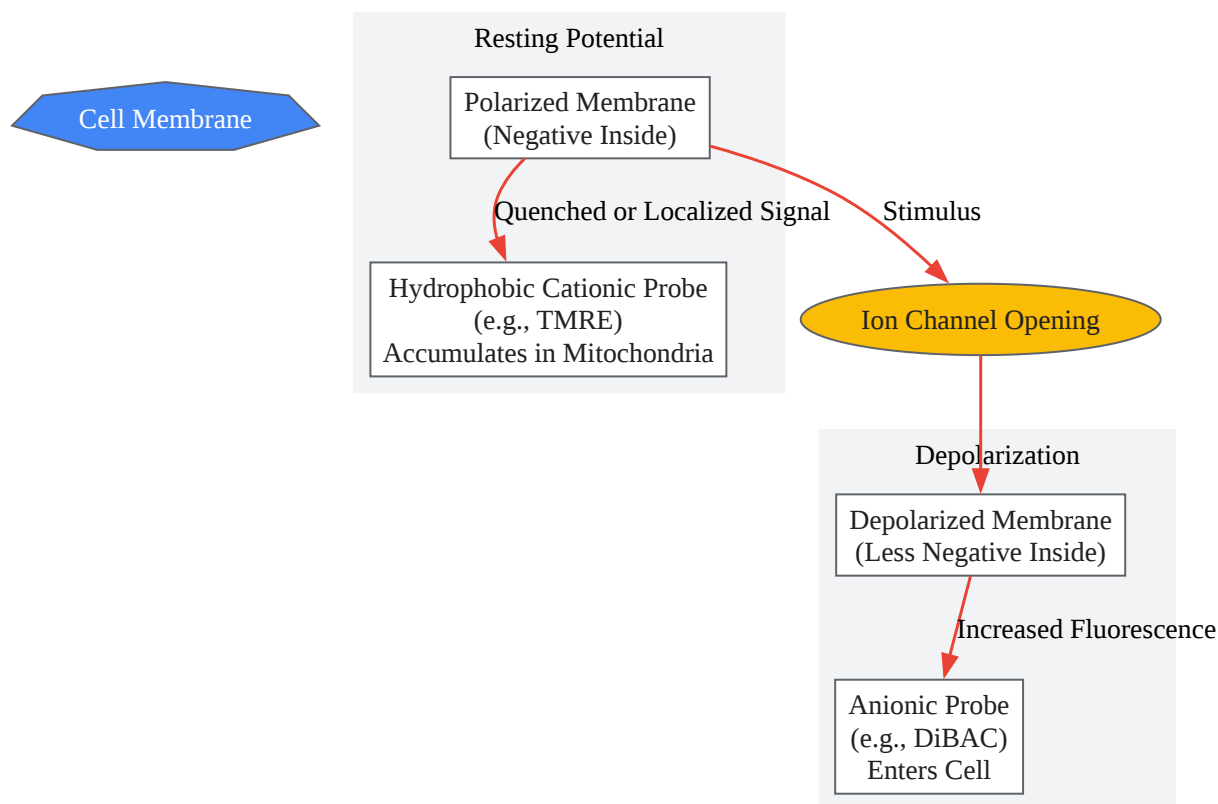 Resting Potential
Cell Membrane
Polarized Membrane
(Negative Inside)
Quenched or Localized Signal
Stimulus
Hydrophobic Cationic Probe
(e.g., TMRE)
Accumulates in Mitochondria
Ion Channel Opening
Depolarization
Depolarized Membrane
(Less Negative Inside)
Increased Fluorescence
Anionic Probe
(e.g., DiBAC)
Enters Cell